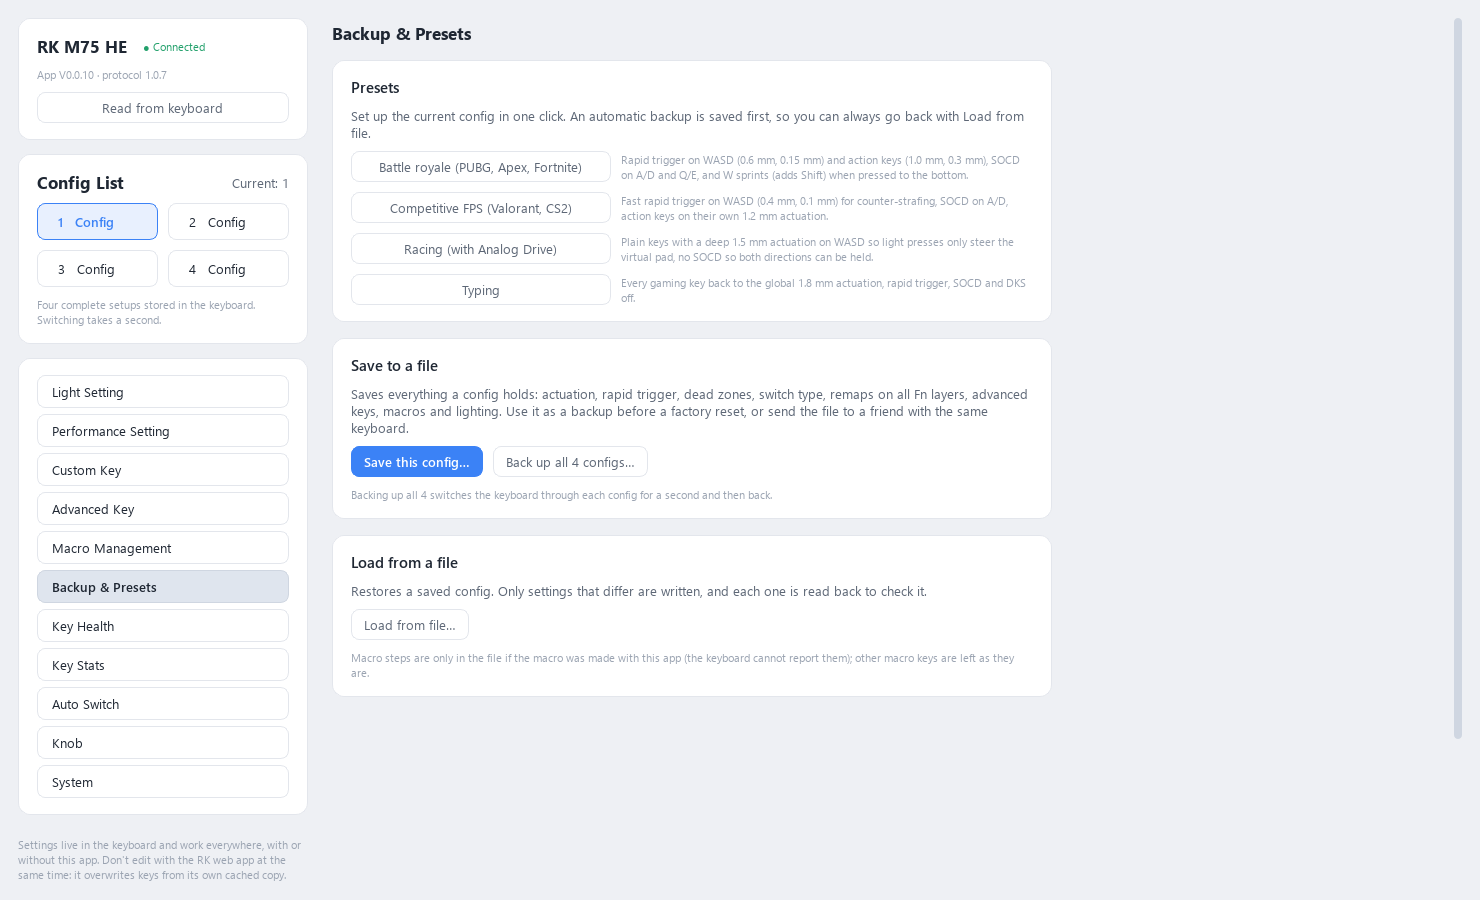 RK M75 HE
● Connected
App V0.0.10 · protocol 1.0.7
Read from keyboard
Config List
Current: 1
1 Config
2 Config
3 Config
4 Config
Four complete setups stored in the keyboard.
Switching takes a second.
Light Setting
Performance Setting
Custom Key
Advanced Key
Macro Management
Backup & Presets
Key Health
Key Stats
Auto Switch
Knob
System
Settings live in the keyboard and work everywhere, with or
without this app. Don't edit with the RK web app at the
same time: it overwrites keys from its own cached copy.
Backup & Presets
Presets
Set up the current config in one click. An automatic backup is saved first, so you can always go back with Load from
file.
Battle royale (PUBG, Apex, Fortnite)
Rapid trigger on WASD (0.6 mm, 0.15 mm) and action keys (1.0 mm, 0.3 mm), SOCD
on A/D and Q/E, and W sprints (adds Shift) when pressed to the bottom.
Competitive FPS (Valorant, CS2)
Fast rapid trigger on WASD (0.4 mm, 0.1 mm) for counter-strafing, SOCD on A/D,
action keys on their own 1.2 mm actuation.
Racing (with Analog Drive)
Plain keys with a deep 1.5 mm actuation on WASD so light presses only steer the
virtual pad, no SOCD so both directions can be held.
Typing
Every gaming key back to the global 1.8 mm actuation, rapid trigger, SOCD and DKS
off.
Save to a file
Saves everything a config holds: actuation, rapid trigger, dead zones, switch type, remaps on all Fn layers, advanced
keys, macros and lighting. Use it as a backup before a factory reset, or send the file to a friend with the same
keyboard.
Save this config...
Back up all 4 configs...
Backing up all 4 switches the keyboard through each config for a second and then back.
Load from a file
Restores a saved config. Only settings that differ are written, and each one is read back to check it.
Load from file...
Macro steps are only in the file if the macro was made with this app (the keyboard cannot report them); other macro keys are left as they
are.